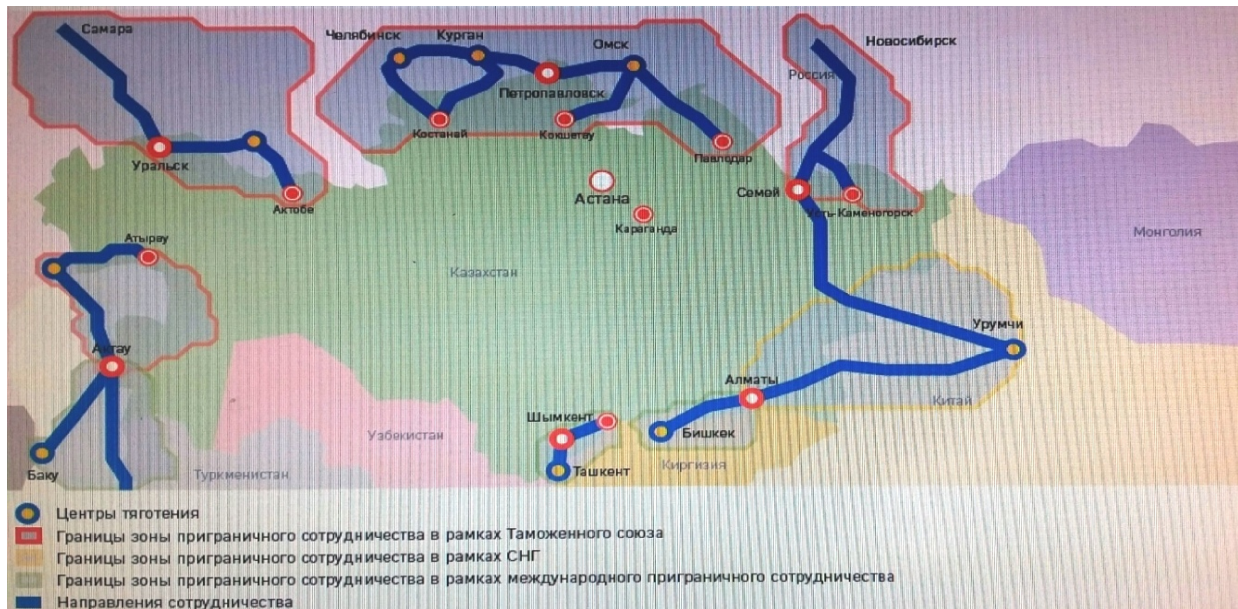 Самара
Челябинск
Курган
Омск
Новосибирск
Россия
Петропавловск
Костанай
Кокшетау
Павлодар
Уральск
Актобе
Астана
Семей
Усть-Каменогорск
Караганда
Монголия
Атырау
Казахстан
Урумчи
Актау
Алматы
Китай
Шымкент
Бишкек
Узбекистан
Киргизия
Баку
Туркменистан
Ташкент
Центры тяготения
Границы зоны приграничного сотрудничества в рамках Таможенного союза
Границы зоны приграничного сотрудничества в рамках СНГ
Границы зоны приграничного сотрудничества в рамках международного приграничного сотрудничества
Направления сотрудничества